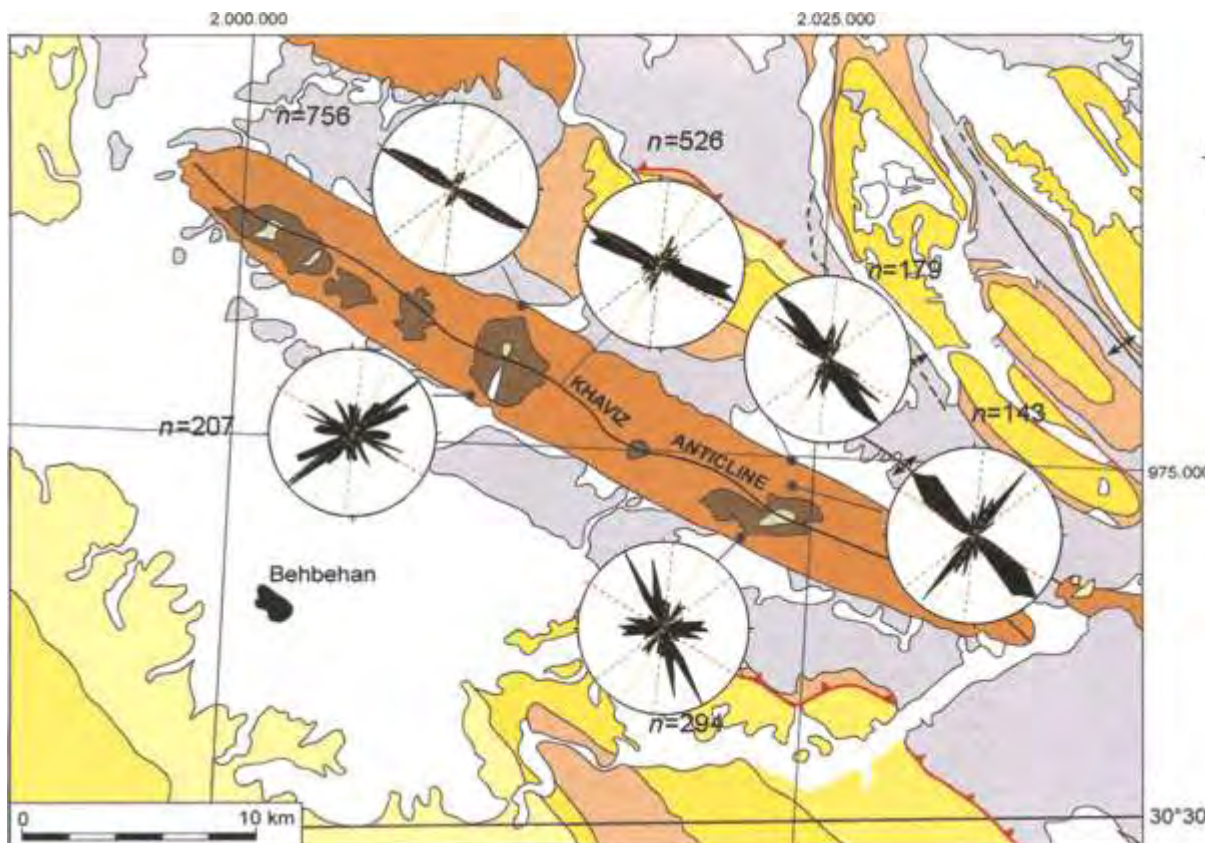 2.000.000
2.025.000
n=756
n=526
n=179
n=207
KHAVIZ
ANTICLINE
n=143
975.000
Behbehan
n=294
0
10 km
30°30